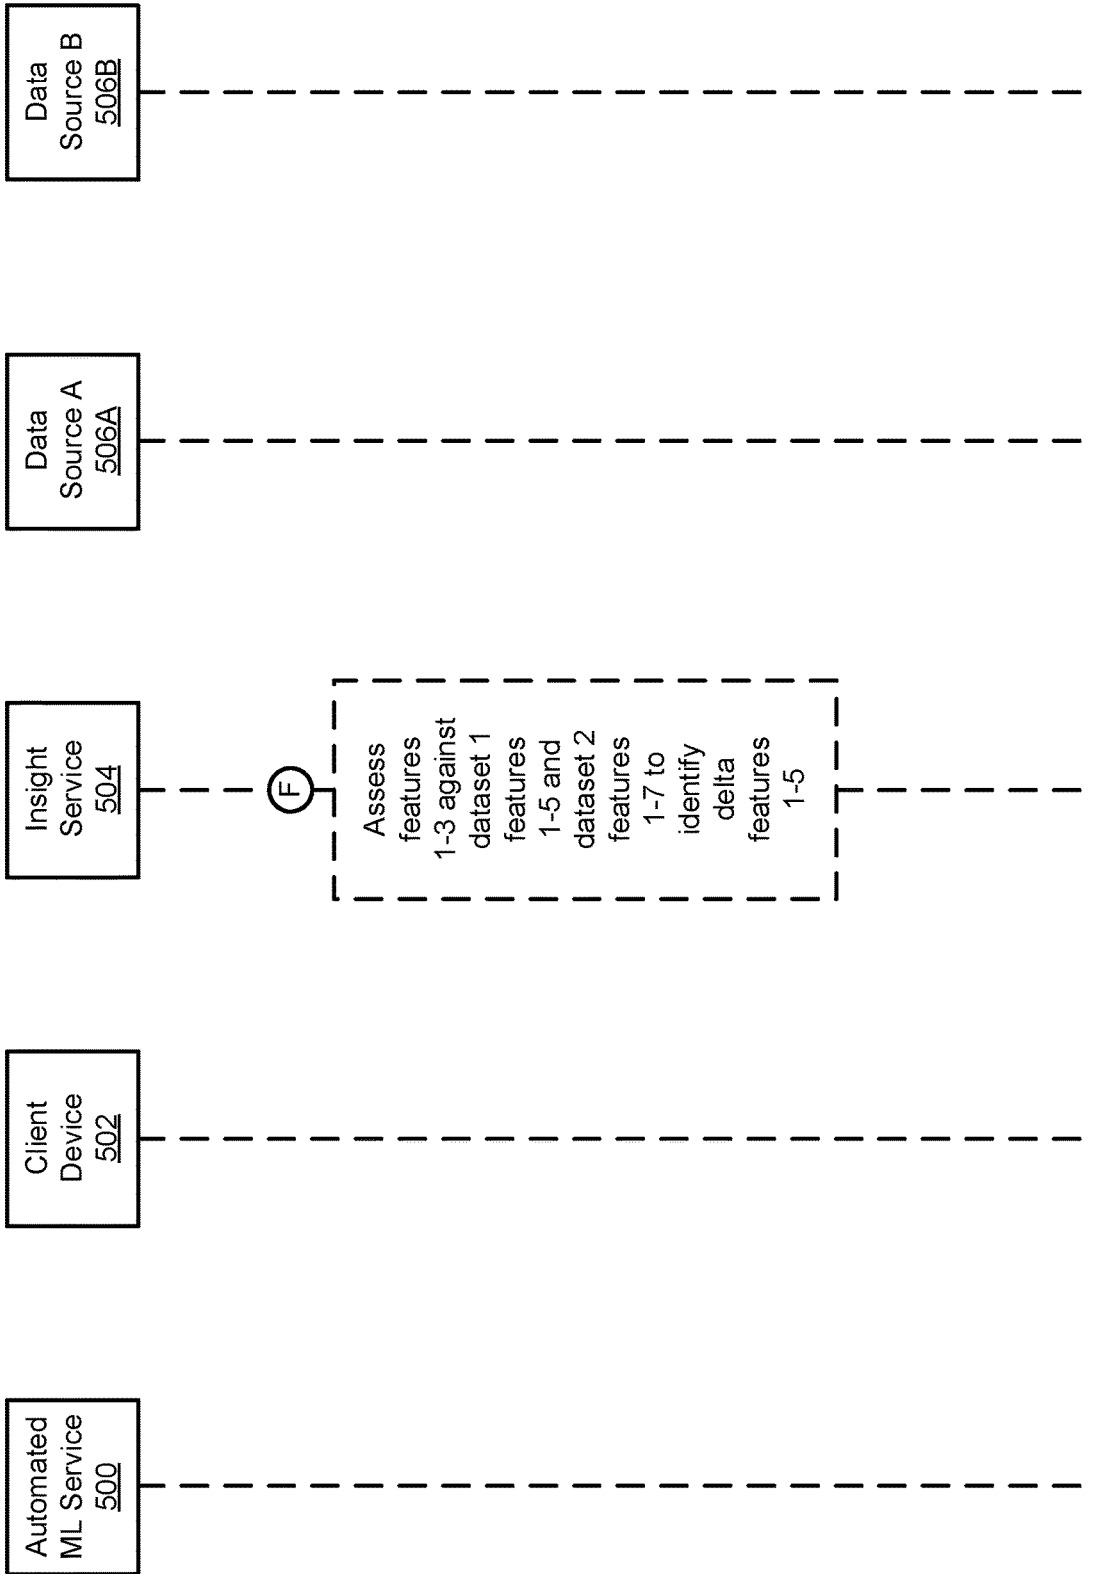 Automated
ML Service
500
Client
Device
502
Insight
Service
504
Data
Source A
506A
Data
Source B
506B
F
Assess
features
1-3 against
dataset 1
features
1-5 and
dataset 2
features
1-7 to
identify
delta
features
1-5